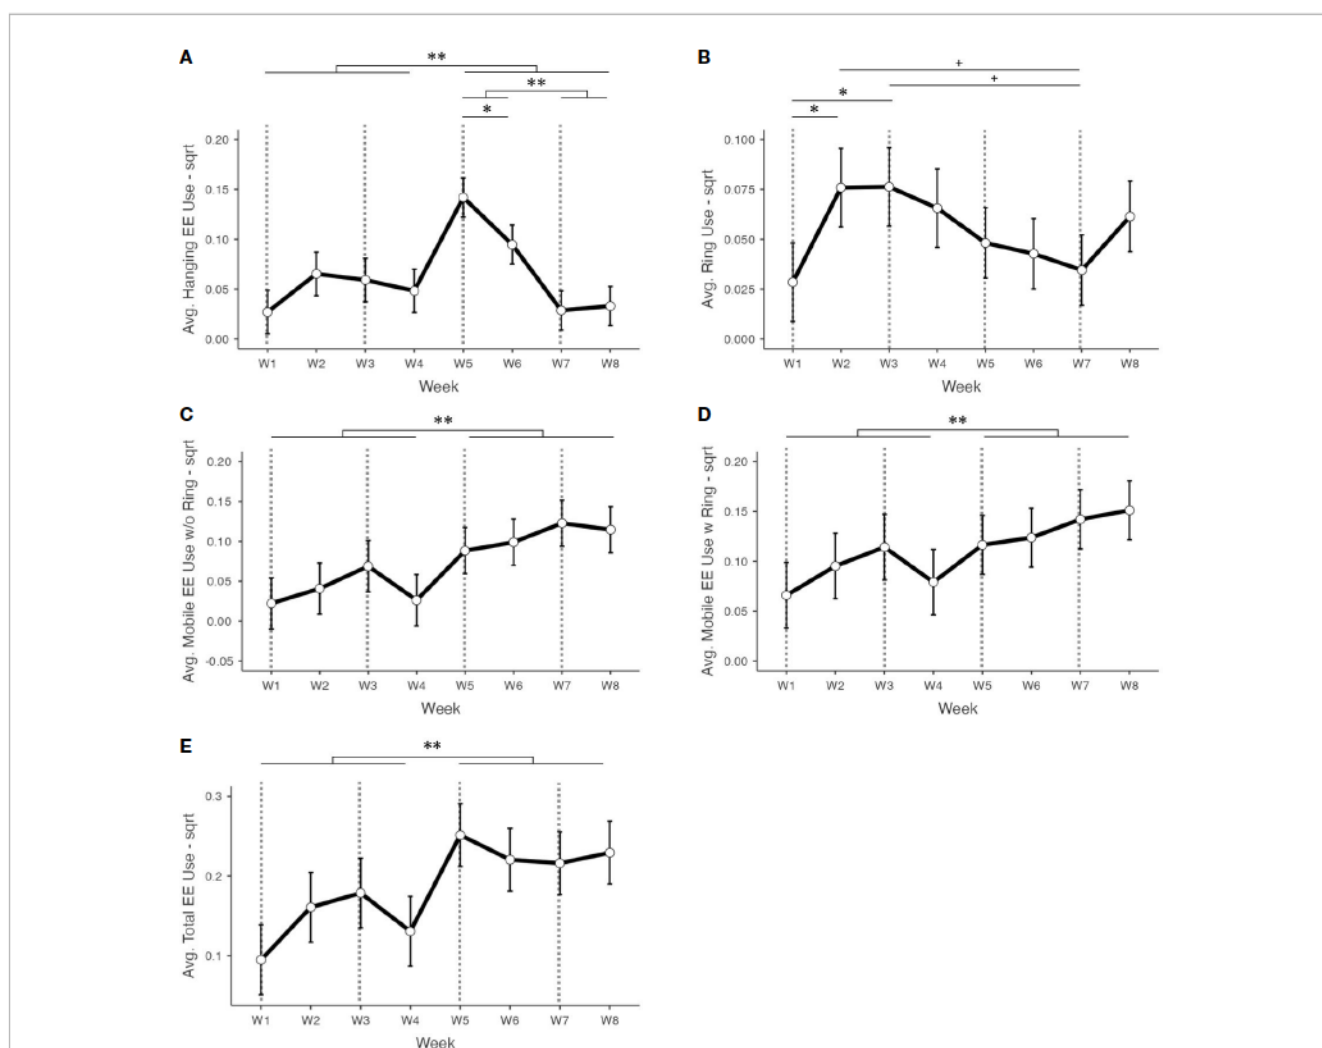 A
**
**
*
Avg. Hanging EE Use - sqrt
0.20
0.15
0.10
0.05
0.00
W1 W2 W3 W4 W5 W6 W7 W8
Week
B
+
+
*
*
Avg. Ring Use - sqrt
0.100
0.075
0.050
0.025
0.000
W1 W2 W3 W4 W5 W6 W7 W8
Week
C
**
Avg. Mobile EE Use w/o Ring - sqrt
0.20
0.15
0.10
0.05
0.00
-0.05
W1 W2 W3 W4 W5 W6 W7 W8
Week
D
**
Avg. Mobile EE Use w Ring - sqrt
0.20
0.15
0.10
0.05
0.00
W1 W2 W3 W4 W5 W6 W7 W8
Week
E
**
Avg. Total EE Use - sqrt
0.3
0.2
0.1
W1 W2 W3 W4 W5 W6 W7 W8
Week